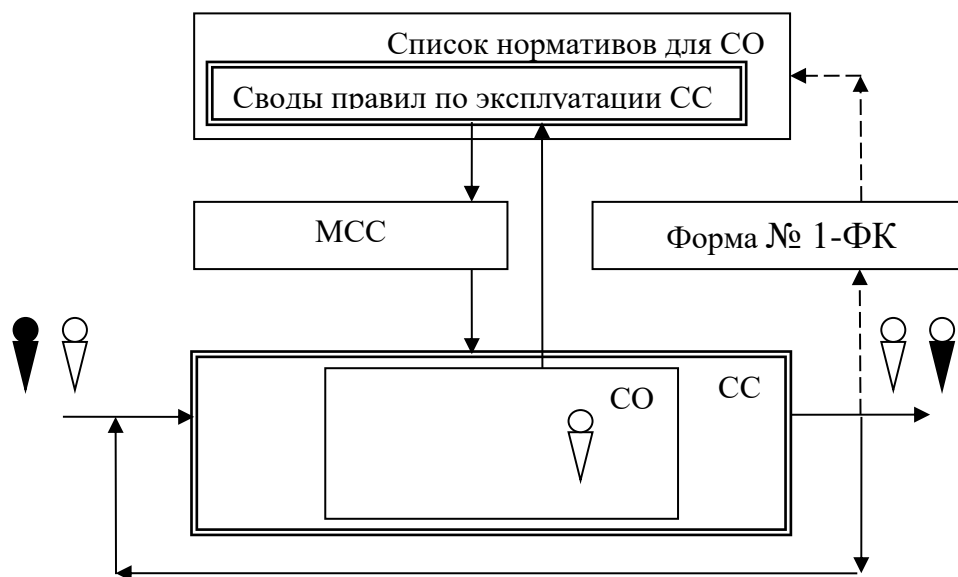 Список нормативов для СО
Своды правил по эксплуатации СС
МСС
Форма № 1-ФК
СО
СС